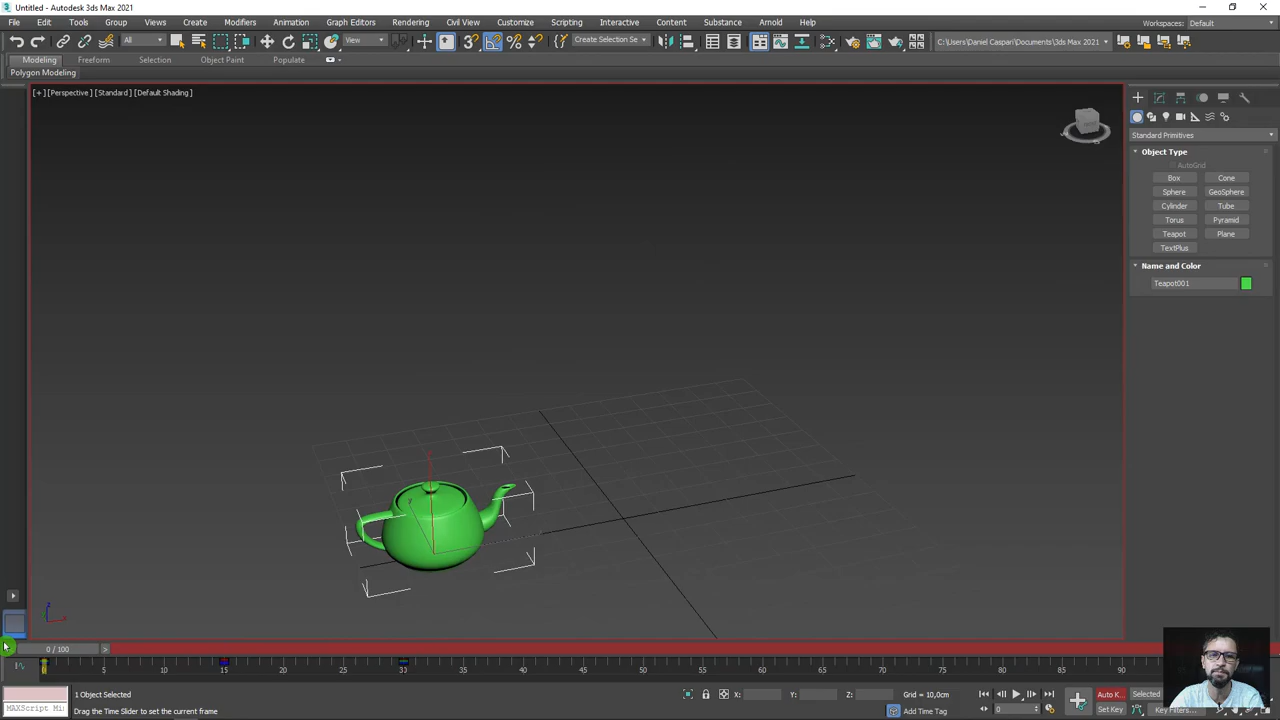 Untitled - Autodesk 3ds Max 2021
File Edit Tools Group Views Create Modifiers Animation Graph Editors Rendering Civil View Customize Scripting Interactive Content Substance Arnold Help
Workspaces: Default
All View Create Selection Se C:\Users\Daniel Caspari\Documents\3ds Max 2021
Modeling Freeform Selection Object Paint Populate
Polygon Modeling
[+] [Perspective] [Standard] [Default Shading]
Standard Primitives
Object Type
AutoGrid
Box Cone
Sphere GeoSphere
Cylinder Tube
Torus Pyramid
Teapot Plane
TextPlus
Name and Color
Teapot001
0 / 100 >
0 5 10 15 20 25 30 35 40 45 50 55 60 65 70 75 80 85 90
1 Object Selected X: Y: Z: Grid = 10,0cm Auto K... Selected
MAXScript Mi Drag the Time Slider to set the current frame Add Time Tag 0 Set Key Key Filters...